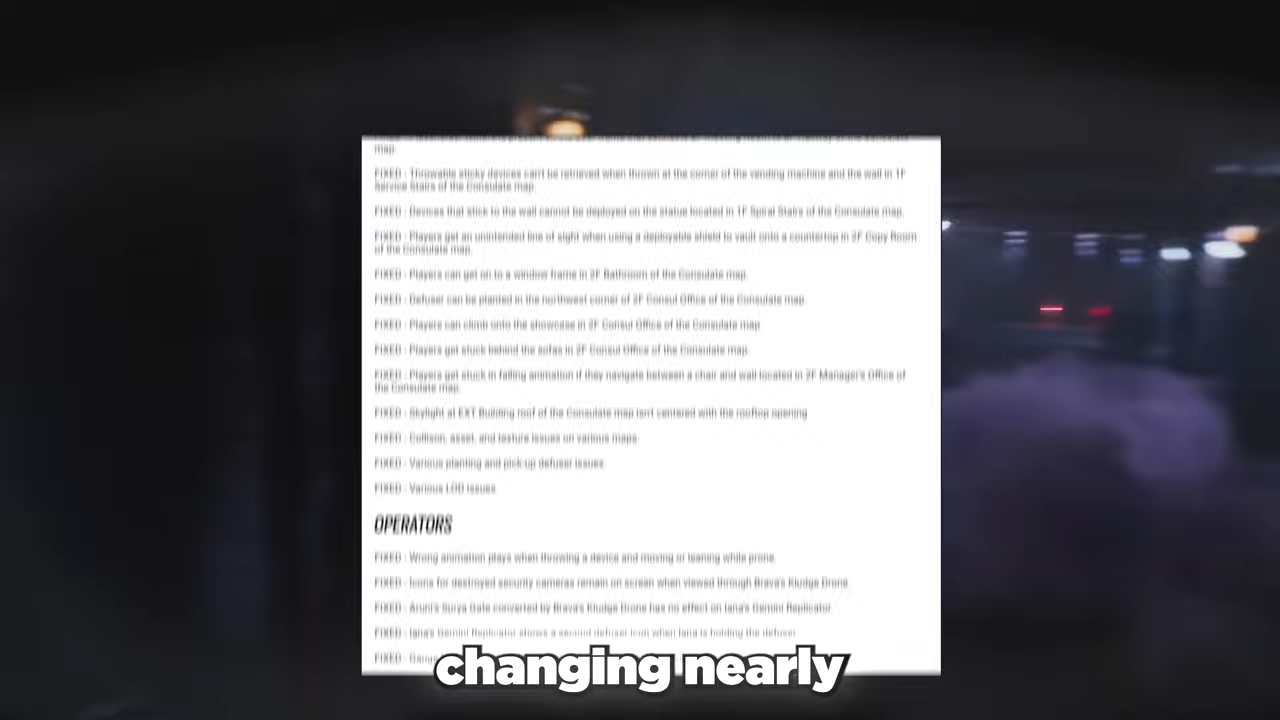 map.
FIXED - Throwable sticky devices can't be retrieved when thrown at the corner of the vending machine and the wall in 1F
Service Stairs of the Consulate map.
FIXED - Devices that stick to the wall cannot be deployed on the statue located in 1F Spiral Stairs of the Consulate map.
FIXED - Players get an unintended line of sight when using a deployable shield to vault onto a countertop in 2F Copy Room
of the Consulate map.
FIXED - Players can get on to a window frame in 2F Bathroom of the Consulate map.
FIXED - Defuser can be planted in the northwest corner of 2F Consul Office of the Consulate map.
FIXED - Players can climb onto the showcase in 2F Consul Office of the Consulate map.
FIXED - Players get stuck behind the sofas in 2F Consul Office of the Consulate map.
FIXED - Players get stuck in falling animation if they navigate between a chair and wall located in 2F Manager's Office of
the Consulate map.
FIXED - Skylight at EXT Building roof of the Consulate map isn't centered with the rooftop opening
FIXED - Collison, asset, and texture issues on various maps.
FIXED - Various planting and pick-up defuser issues.
FIXED - Various LOD issues.
OPERATORS
FIXED - Wrong animation plays when throwing a device and moving or leaning while prone.
FIXED - Icons for destroyed security cameras remain on screen when viewed through Brava's Kludge Drone.
FIXED - Aruni's Surya Gate converted by Brava's Kludge Drone has no effect on Iana's Gemini Replicator.
FIXED - Iana's Gemini Replicator shows a second defuser icon when Iana is holding the defuser.
FIXED -
changing nearly